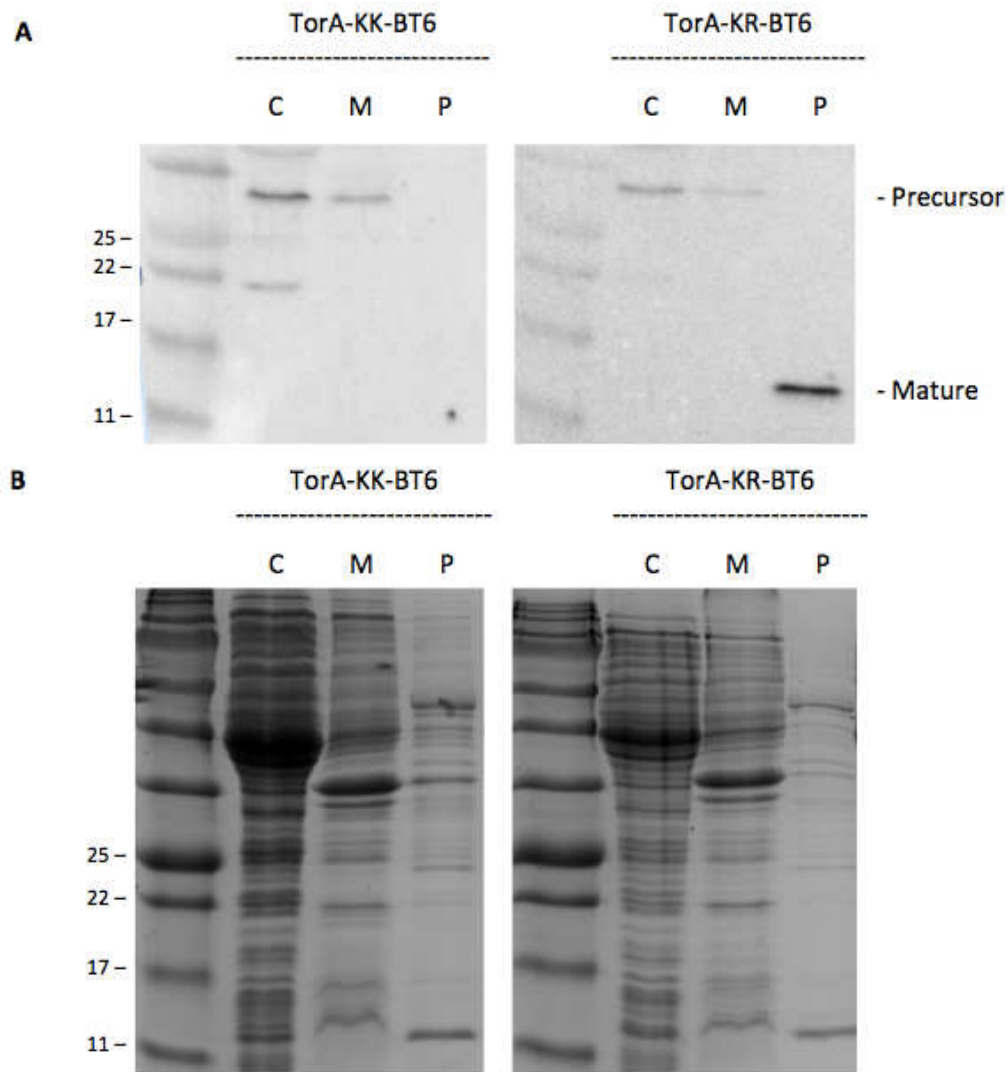 A
TorA-KK-BT6 TorA-KR-BT6
C M P C M P
- Precursor
25 –
22 –
17 –
- Mature
11 –
B
TorA-KK-BT6 TorA-KR-BT6
C M P C M P
25 –
22 –
17 –
11 –